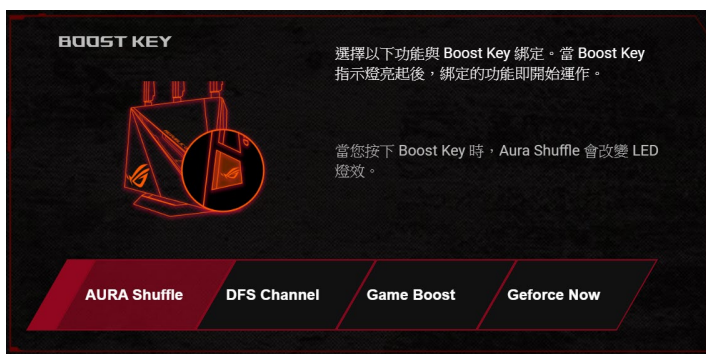 BOOST KEY
選擇以下功能與 Boost Key 綁定。當 Boost Key
指示燈亮起後，綁定的功能即開始運作。
當您按下 Boost Key 時，Aura Shuffle 會改變 LED
燈效。
AURA Shuffle
DFS Channel
Game Boost
Geforce Now